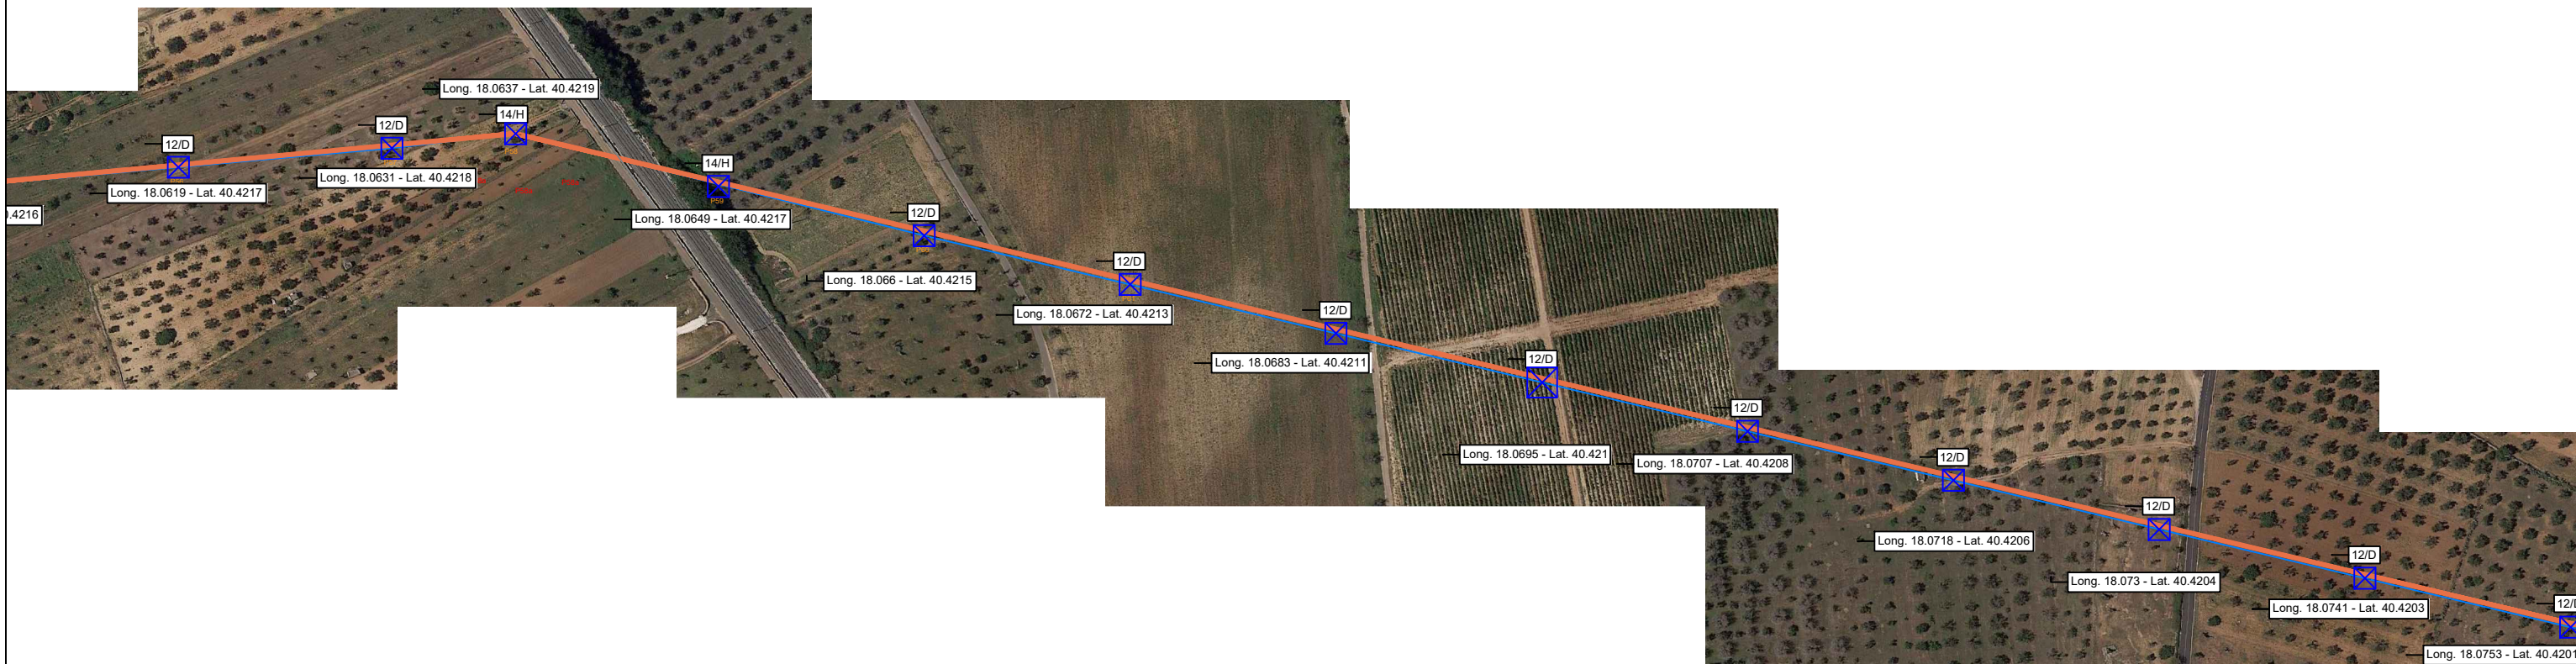 Long. 18.0637 - Lat. 40.4219
14/H
12/D
12/D
Long. 18.0631 - Lat. 40.4218
Long. 18.0619 - Lat. 40.4217
.4216
14/H
P59
Long. 18.0649 - Lat. 40.4217
12/D
Long. 18.066 - Lat. 40.4215
12/D
Long. 18.0672 - Lat. 40.4213
12/D
Long. 18.0683 - Lat. 40.4211
12/D
Long. 18.0695 - Lat. 40.421
12/D
Long. 18.0707 - Lat. 40.4208
12/D
Long. 18.0718 - Lat. 40.4206
12/D
Long. 18.073 - Lat. 40.4204
12/D
Long. 18.0741 - Lat. 40.4203
12/
Long. 18.0753 - Lat. 40.4201